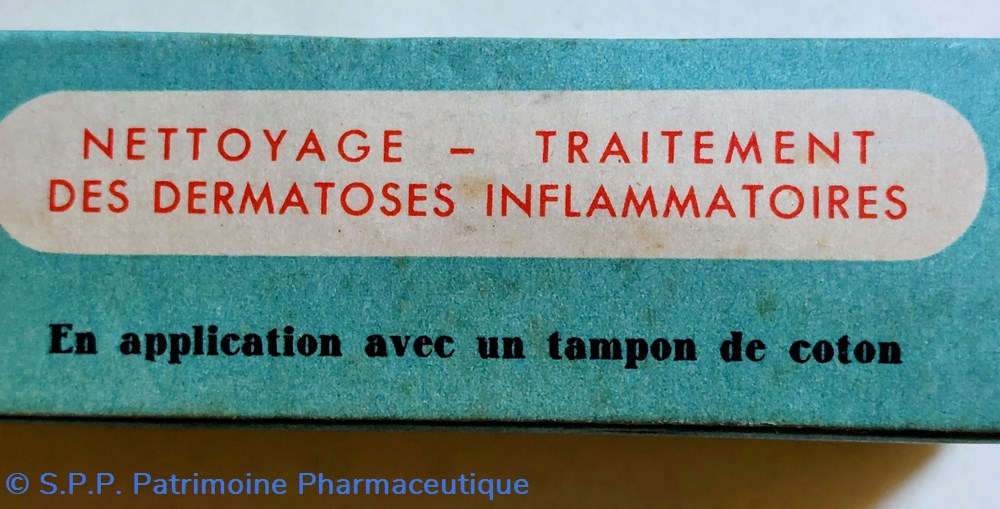 NETTOYAGE – TRAITEMENT
DES DERMATOSES INFLAMMATOIRES
En application avec un tampon de coton
© S.P.P. Patrimoine Pharmaceutique